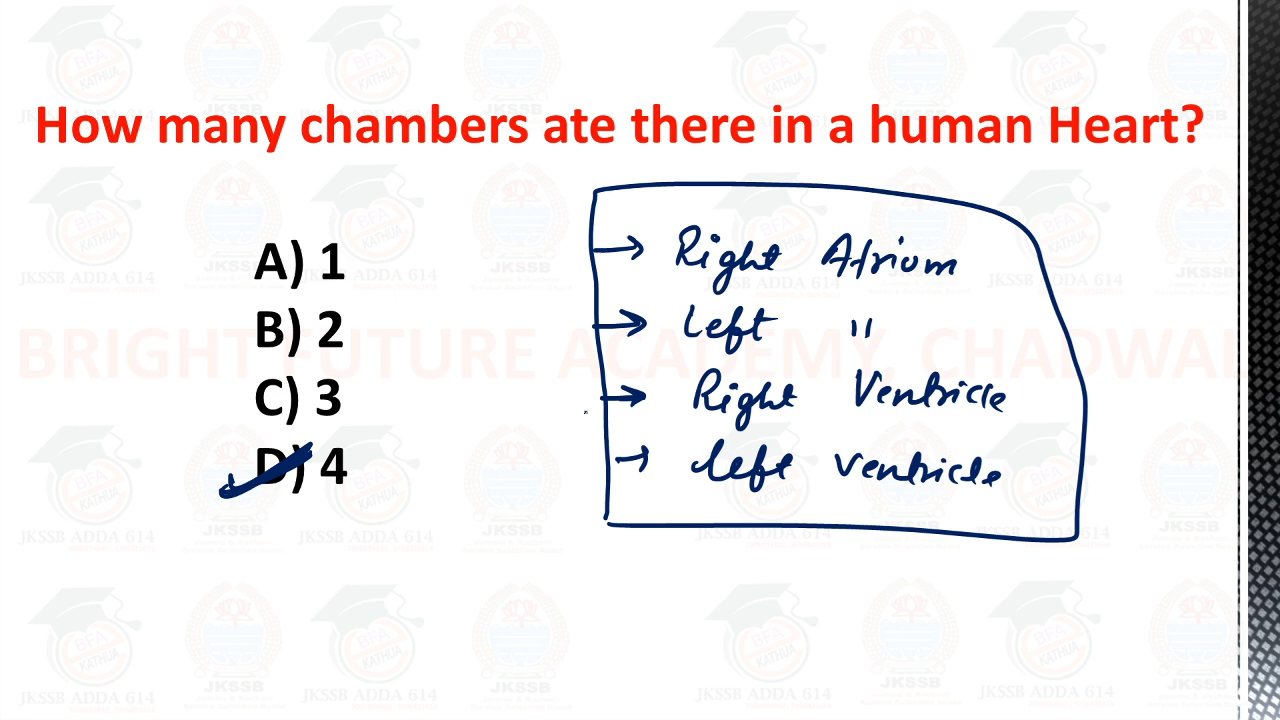 How many chambers ate there in a human Heart?
A) 1
B) 2
C) 3
D) 4
Right Atrium
Left "
Right Ventricle
left ventricle
BRIGHT FUTURE ACADEMY, CHADWAL
BFA
KATHUA
JKSSB ADDA 614
JKSSB